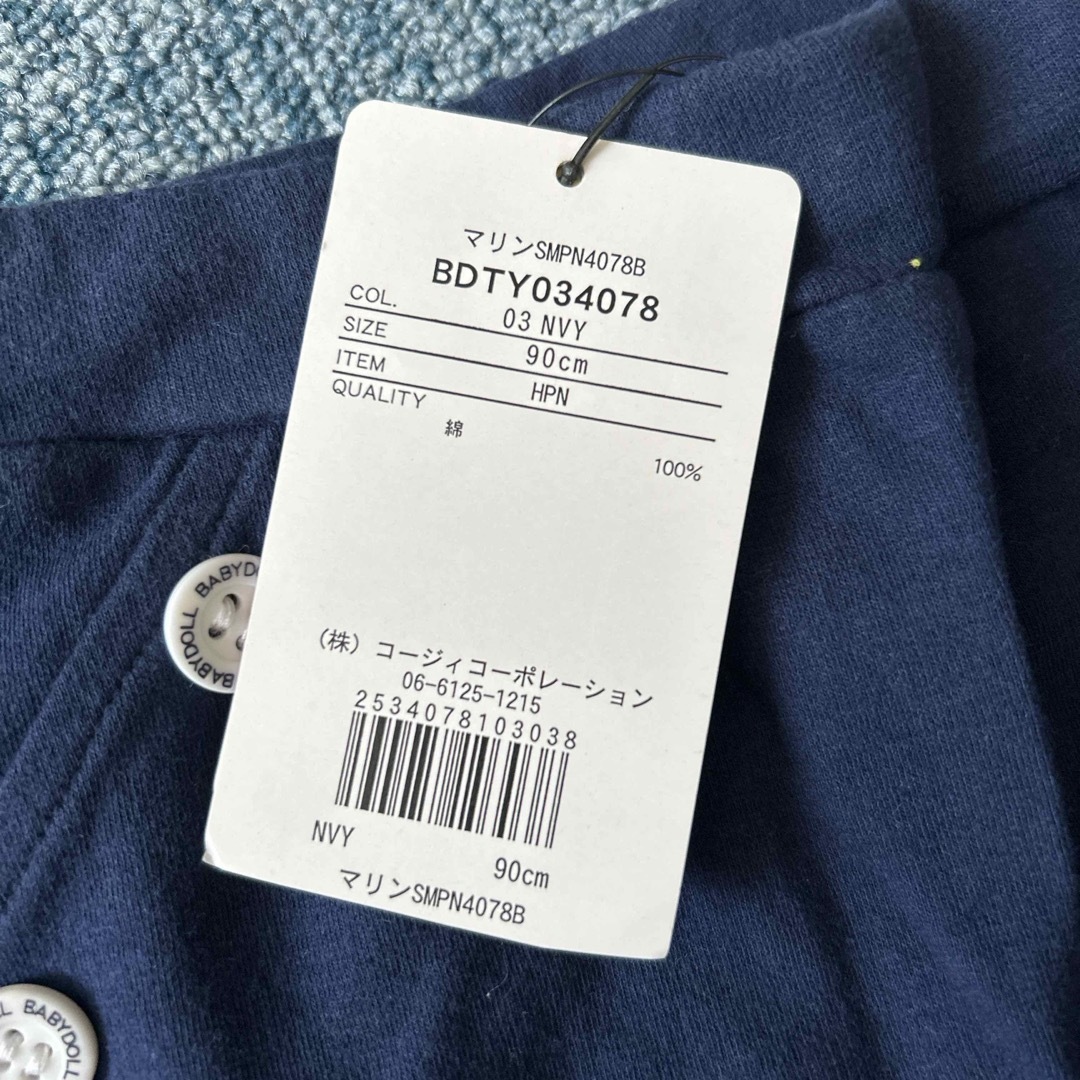 マリンSMPN4078B
BDTY034078
COL. 03 NVY
SIZE 90cm
ITEM HPN
QUALITY
綿
100%
(株) コージィコーポレーション
06-6125-1215
2534078103038
NVY 90cm
マリンSMPN4078B
BABYDOLL BABYDOLL